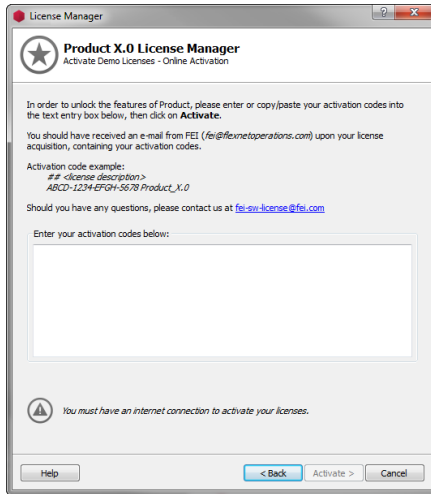 License Manager
?
Product X.0 License Manager
Activate Demo Licenses - Online Activation
In order to unlock the features of Product, please enter or copy/paste your activation codes into
the text entry box below, then click on Activate.
You should have received an e-mail from FEI (fei@flexnetoperations.com) upon your license
acquisition, containing your activation codes.
Activation code example:
## <license description>
ABCD-1234-EFGH-5678 Product_X.0
Should you have any questions, please contact us at fei-sw-license@fei.com
Enter your activation codes below:
You must have an internet connection to activate your licenses.
Help
< Back
Activate >
Cancel